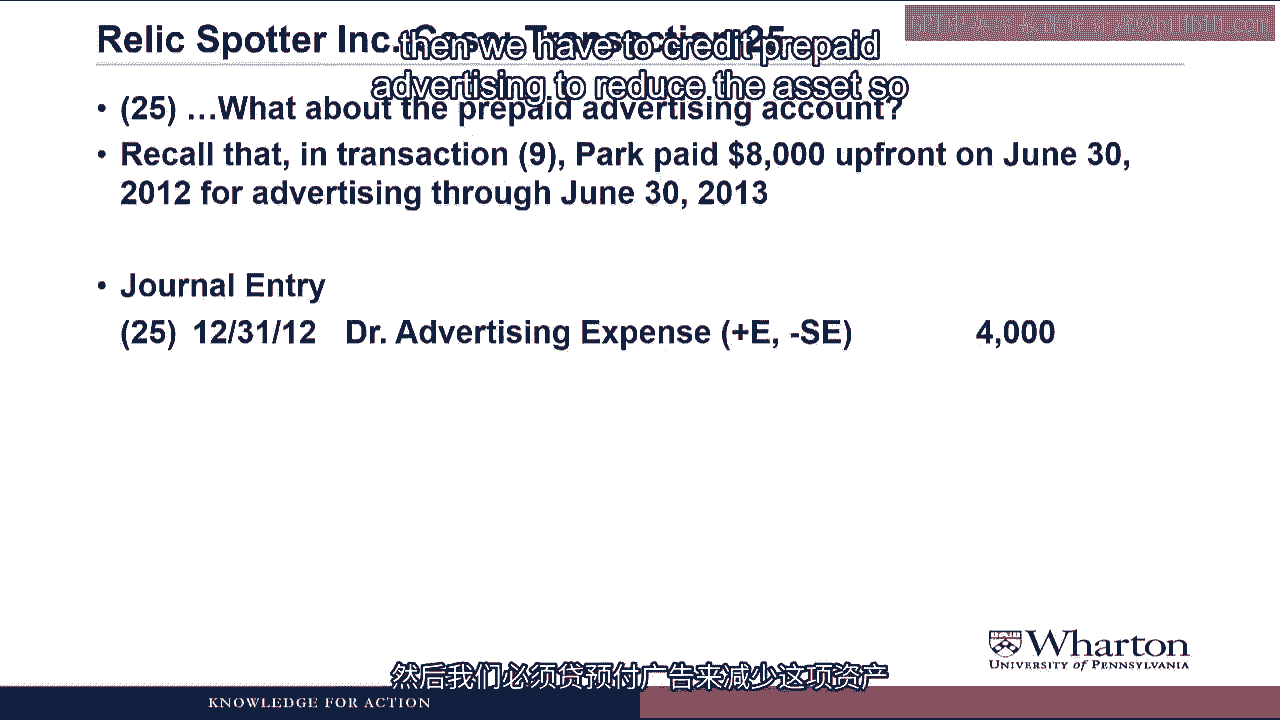 Relic Spotter Inc. Case: Transaction 25
then we have to credit prepaid
advertising to reduce the asset so
• (25) …What about the prepaid advertising account?
• Recall that, in transaction (9), Park paid $8,000 upfront on June 30,
2012 for advertising through June 30, 2013
• Journal Entry
(25) 12/31/12 Dr. Advertising Expense (+E, -SE) 4,000
Wharton
UNIVERSITY of PENNSYLVANIA
然后我们必须贷预付广告来减少这项资产
KNOWLEDGE FOR ACTION